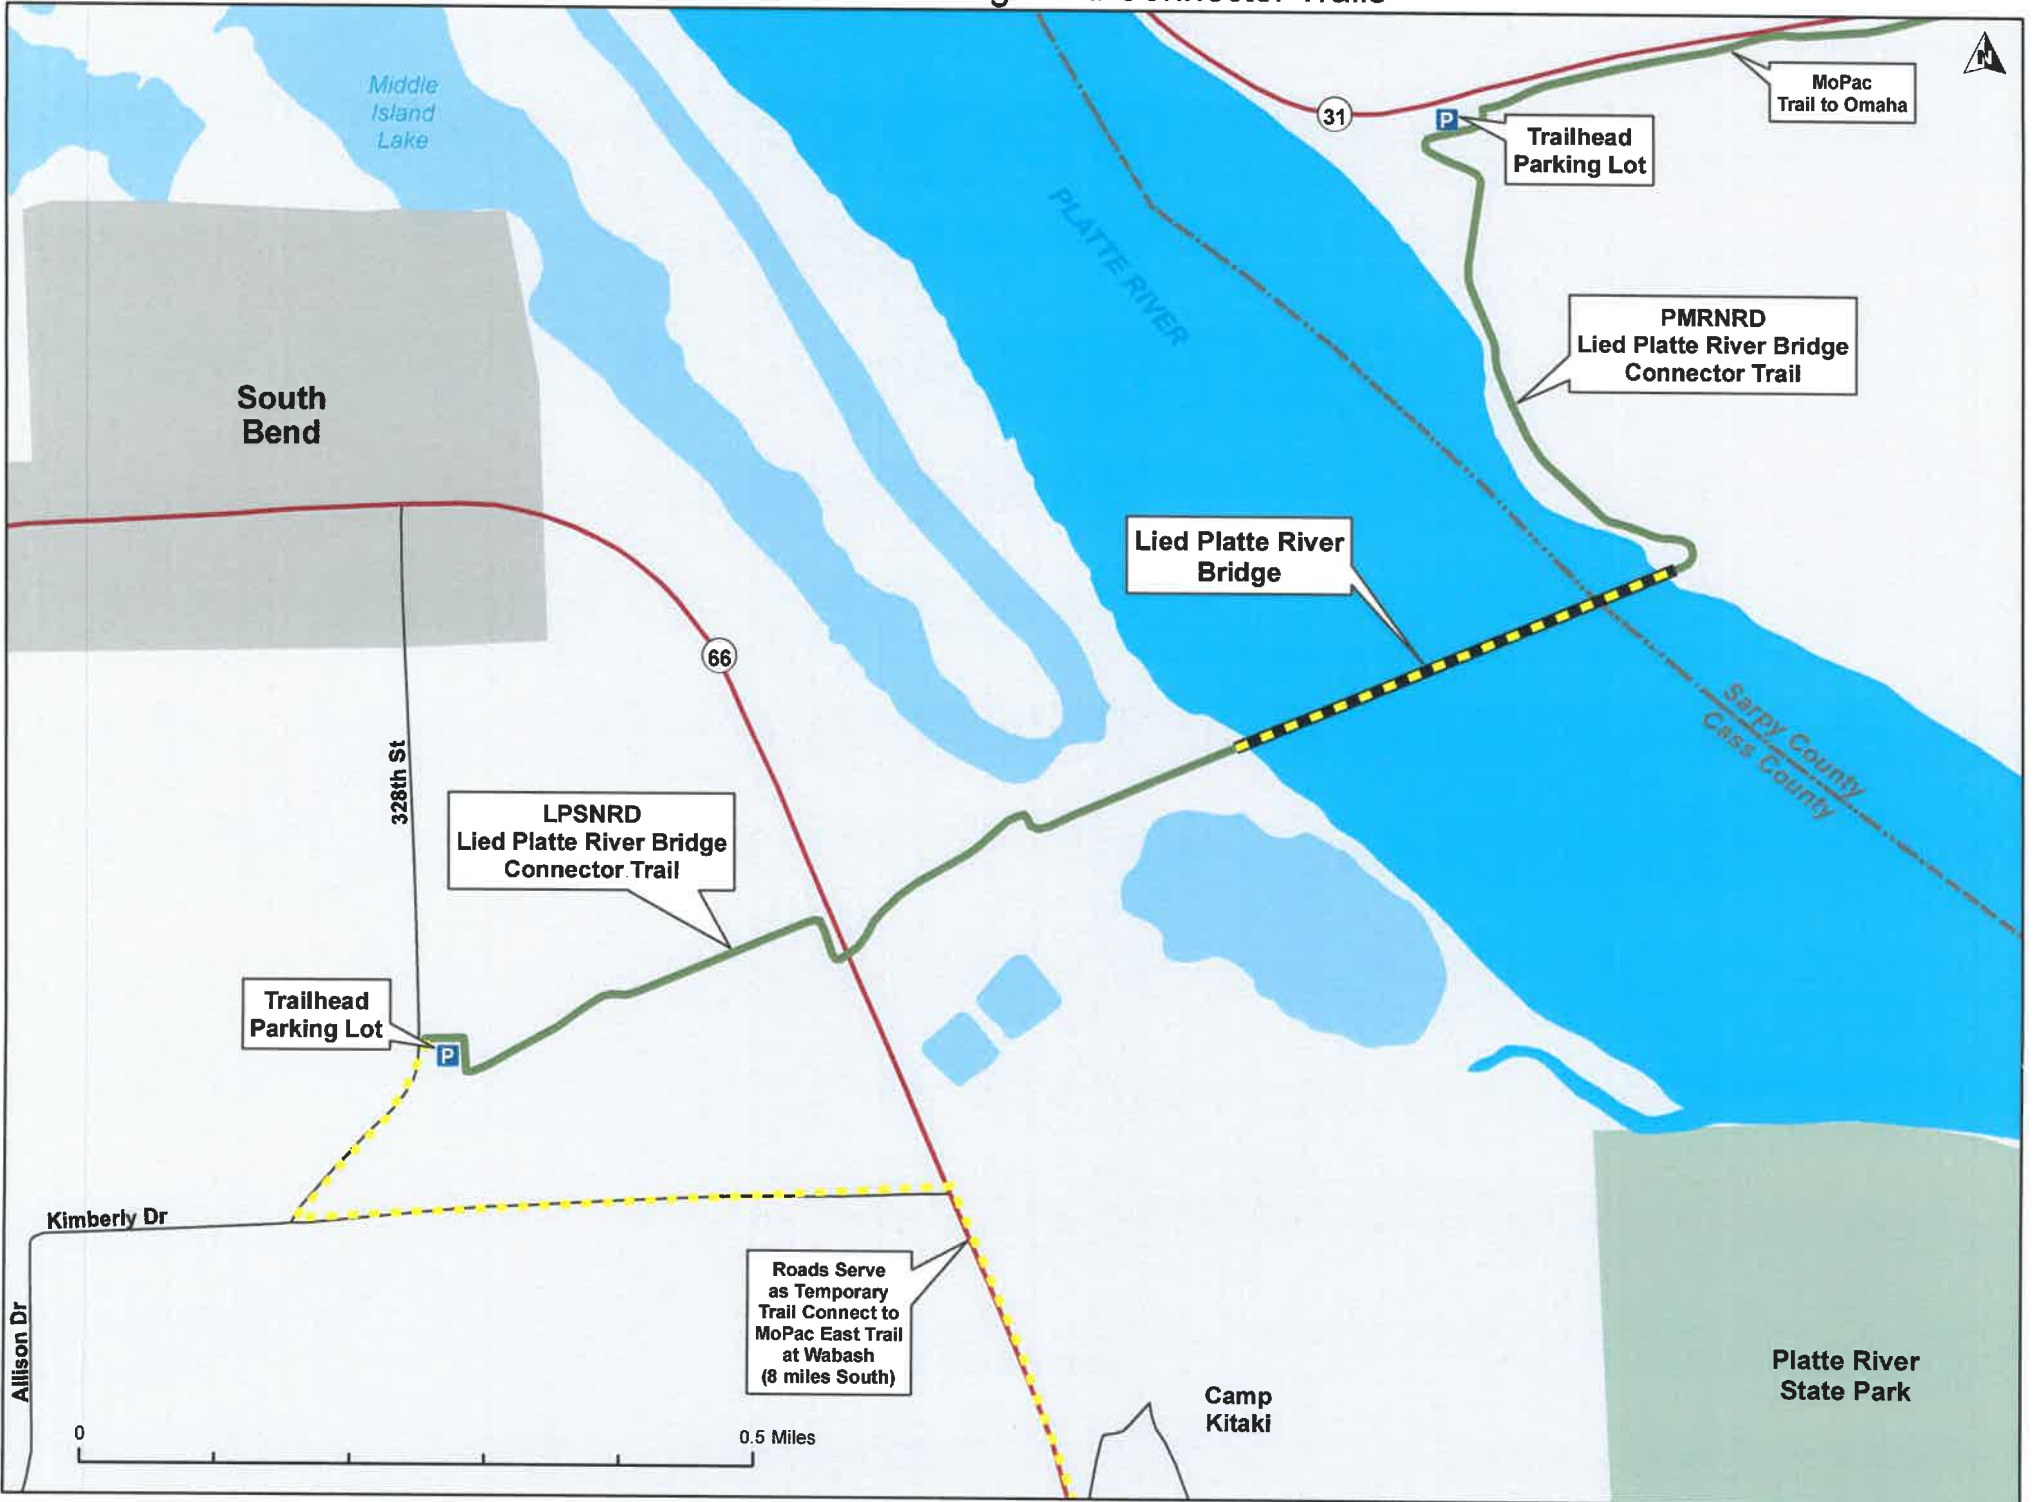 Connector Trails
N
Middle
Island
Lake
31
P
MoPac
Trail to Omaha
Trailhead
Parking Lot
PLATTE RIVER
PMRNRD
Lied Platte River Bridge
Connector Trail
South
Bend
Lied Platte River
Bridge
66
Sarpy County
Cass County
328th St
LPSNRD
Lied Platte River Bridge
Connector Trail
Trailhead
Parking Lot
P
Kimberly Dr
Allison Dr
Roads Serve
as Temporary
Trail Connect to
MoPac East Trail
at Wabash
(8 miles South)
Camp
Kitaki
Platte River
State Park
0
0.5 Miles